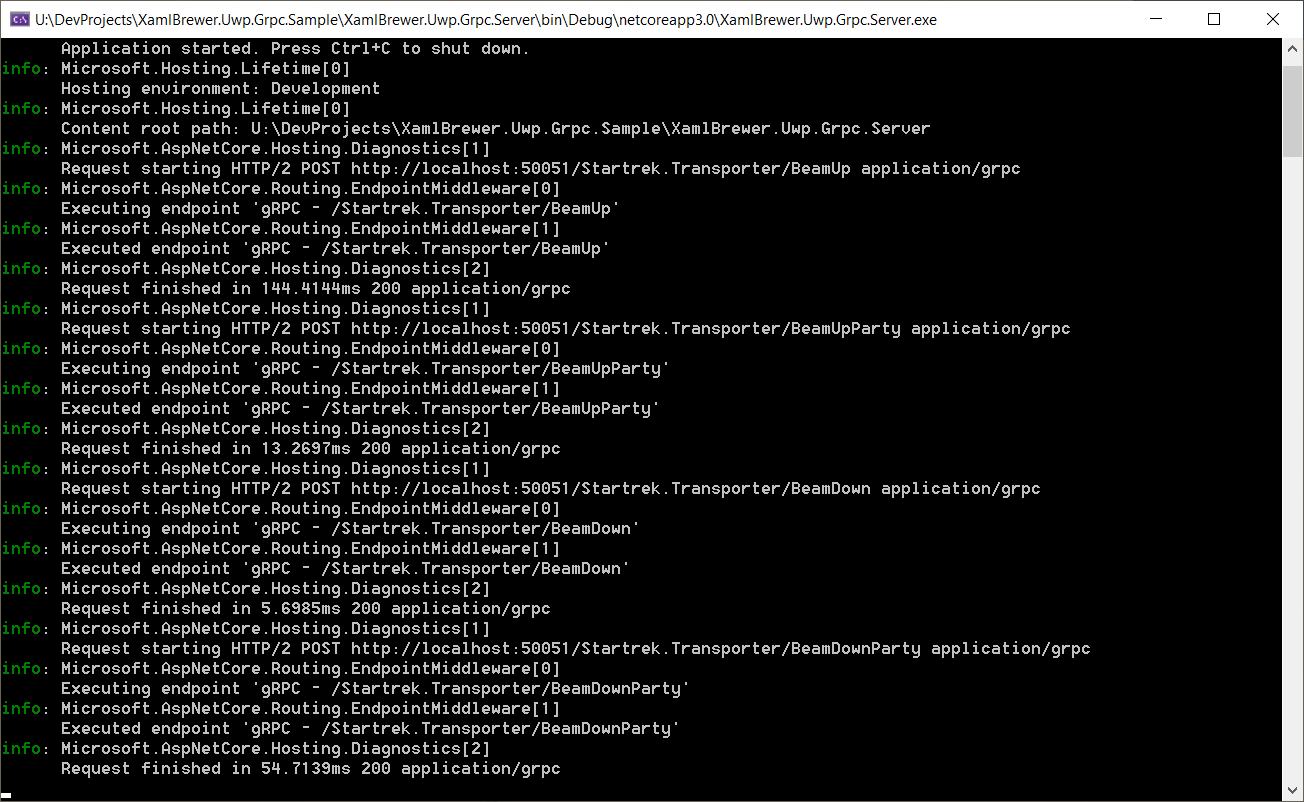 U:\DevProjects\XamlBrewer.Uwp.Grpc.Sample\XamlBrewer.Uwp.Grpc.Server\bin\Debug\netcoreapp3.0\XamlBrewer.Uwp.Grpc.Server.exe
Application started. Press Ctrl+C to shut down.
info: Microsoft.Hosting.Lifetime[0]
Hosting environment: Development
info: Microsoft.Hosting.Lifetime[0]
Content root path: U:\DevProjects\XamlBrewer.Uwp.Grpc.Sample\XamlBrewer.Uwp.Grpc.Server
info: Microsoft.AspNetCore.Hosting.Diagnostics[1]
Request starting HTTP/2 POST http://localhost:50051/Startrek.Transporter/BeamUp application/grpc
info: Microsoft.AspNetCore.Routing.EndpointMiddleware[0]
Executing endpoint 'gRPC - /Startrek.Transporter/BeamUp'
info: Microsoft.AspNetCore.Routing.EndpointMiddleware[1]
Executed endpoint 'gRPC - /Startrek.Transporter/BeamUp'
info: Microsoft.AspNetCore.Hosting.Diagnostics[2]
Request finished in 144.4144ms 200 application/grpc
info: Microsoft.AspNetCore.Hosting.Diagnostics[1]
Request starting HTTP/2 POST http://localhost:50051/Startrek.Transporter/BeamUpParty application/grpc
info: Microsoft.AspNetCore.Routing.EndpointMiddleware[0]
Executing endpoint 'gRPC - /Startrek.Transporter/BeamUpParty'
info: Microsoft.AspNetCore.Routing.EndpointMiddleware[1]
Executed endpoint 'gRPC - /Startrek.Transporter/BeamUpParty'
info: Microsoft.AspNetCore.Hosting.Diagnostics[2]
Request finished in 13.2697ms 200 application/grpc
info: Microsoft.AspNetCore.Hosting.Diagnostics[1]
Request starting HTTP/2 POST http://localhost:50051/Startrek.Transporter/BeamDown application/grpc
info: Microsoft.AspNetCore.Routing.EndpointMiddleware[0]
Executing endpoint 'gRPC - /Startrek.Transporter/BeamDown'
info: Microsoft.AspNetCore.Routing.EndpointMiddleware[1]
Executed endpoint 'gRPC - /Startrek.Transporter/BeamDown'
info: Microsoft.AspNetCore.Hosting.Diagnostics[2]
Request finished in 5.6985ms 200 application/grpc
info: Microsoft.AspNetCore.Hosting.Diagnostics[1]
Request starting HTTP/2 POST http://localhost:50051/Startrek.Transporter/BeamDownParty application/grpc
info: Microsoft.AspNetCore.Routing.EndpointMiddleware[0]
Executing endpoint 'gRPC - /Startrek.Transporter/BeamDownParty'
info: Microsoft.AspNetCore.Routing.EndpointMiddleware[1]
Executed endpoint 'gRPC - /Startrek.Transporter/BeamDownParty'
info: Microsoft.AspNetCore.Hosting.Diagnostics[2]
Request finished in 54.7139ms 200 application/grpc